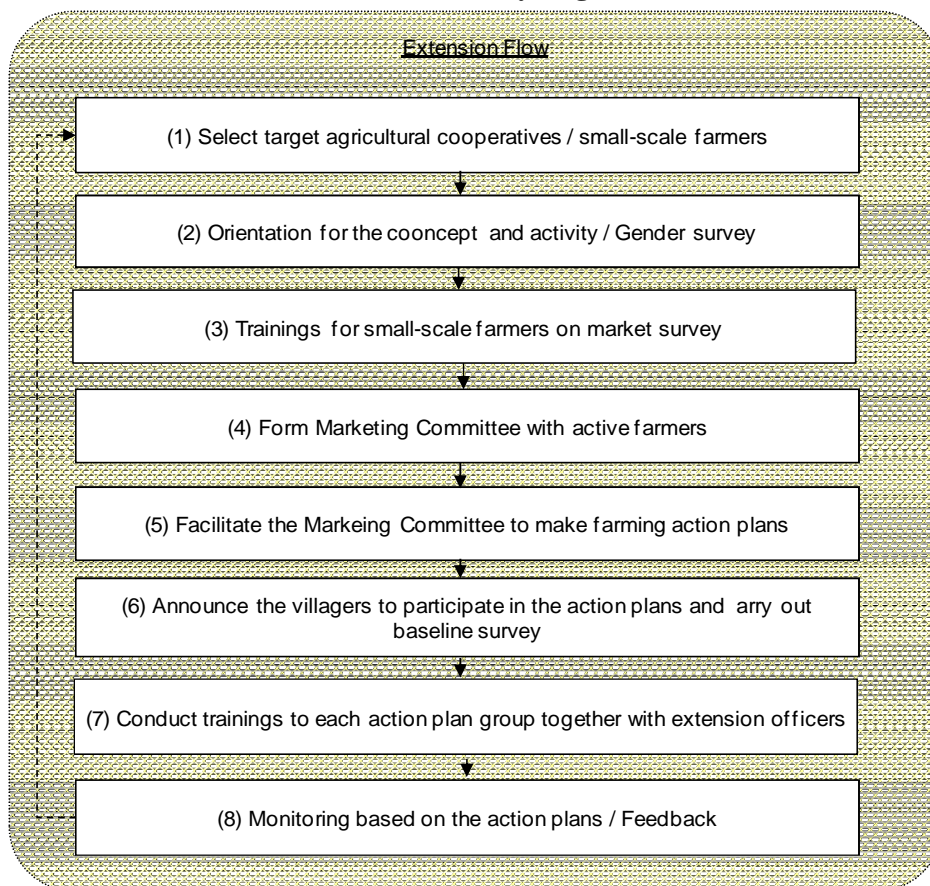 Extension Flow
(1) Select target agricultural cooperatives / small-scale farmers
(2) Orientation for the cooncept and activity / Gender survey
(3) Trainings for small-scale farmers on market survey
(4) Form Marketing Committee with active farmers
(5) Facilitate the Markeing Committee to make farming action plans
(6) Announce the villagers to participate in the action plans and arry out
baseline survey
(7) Conduct trainings to each action plan group together with extension officers
(8) Monitoring based on the action plans / Feedback